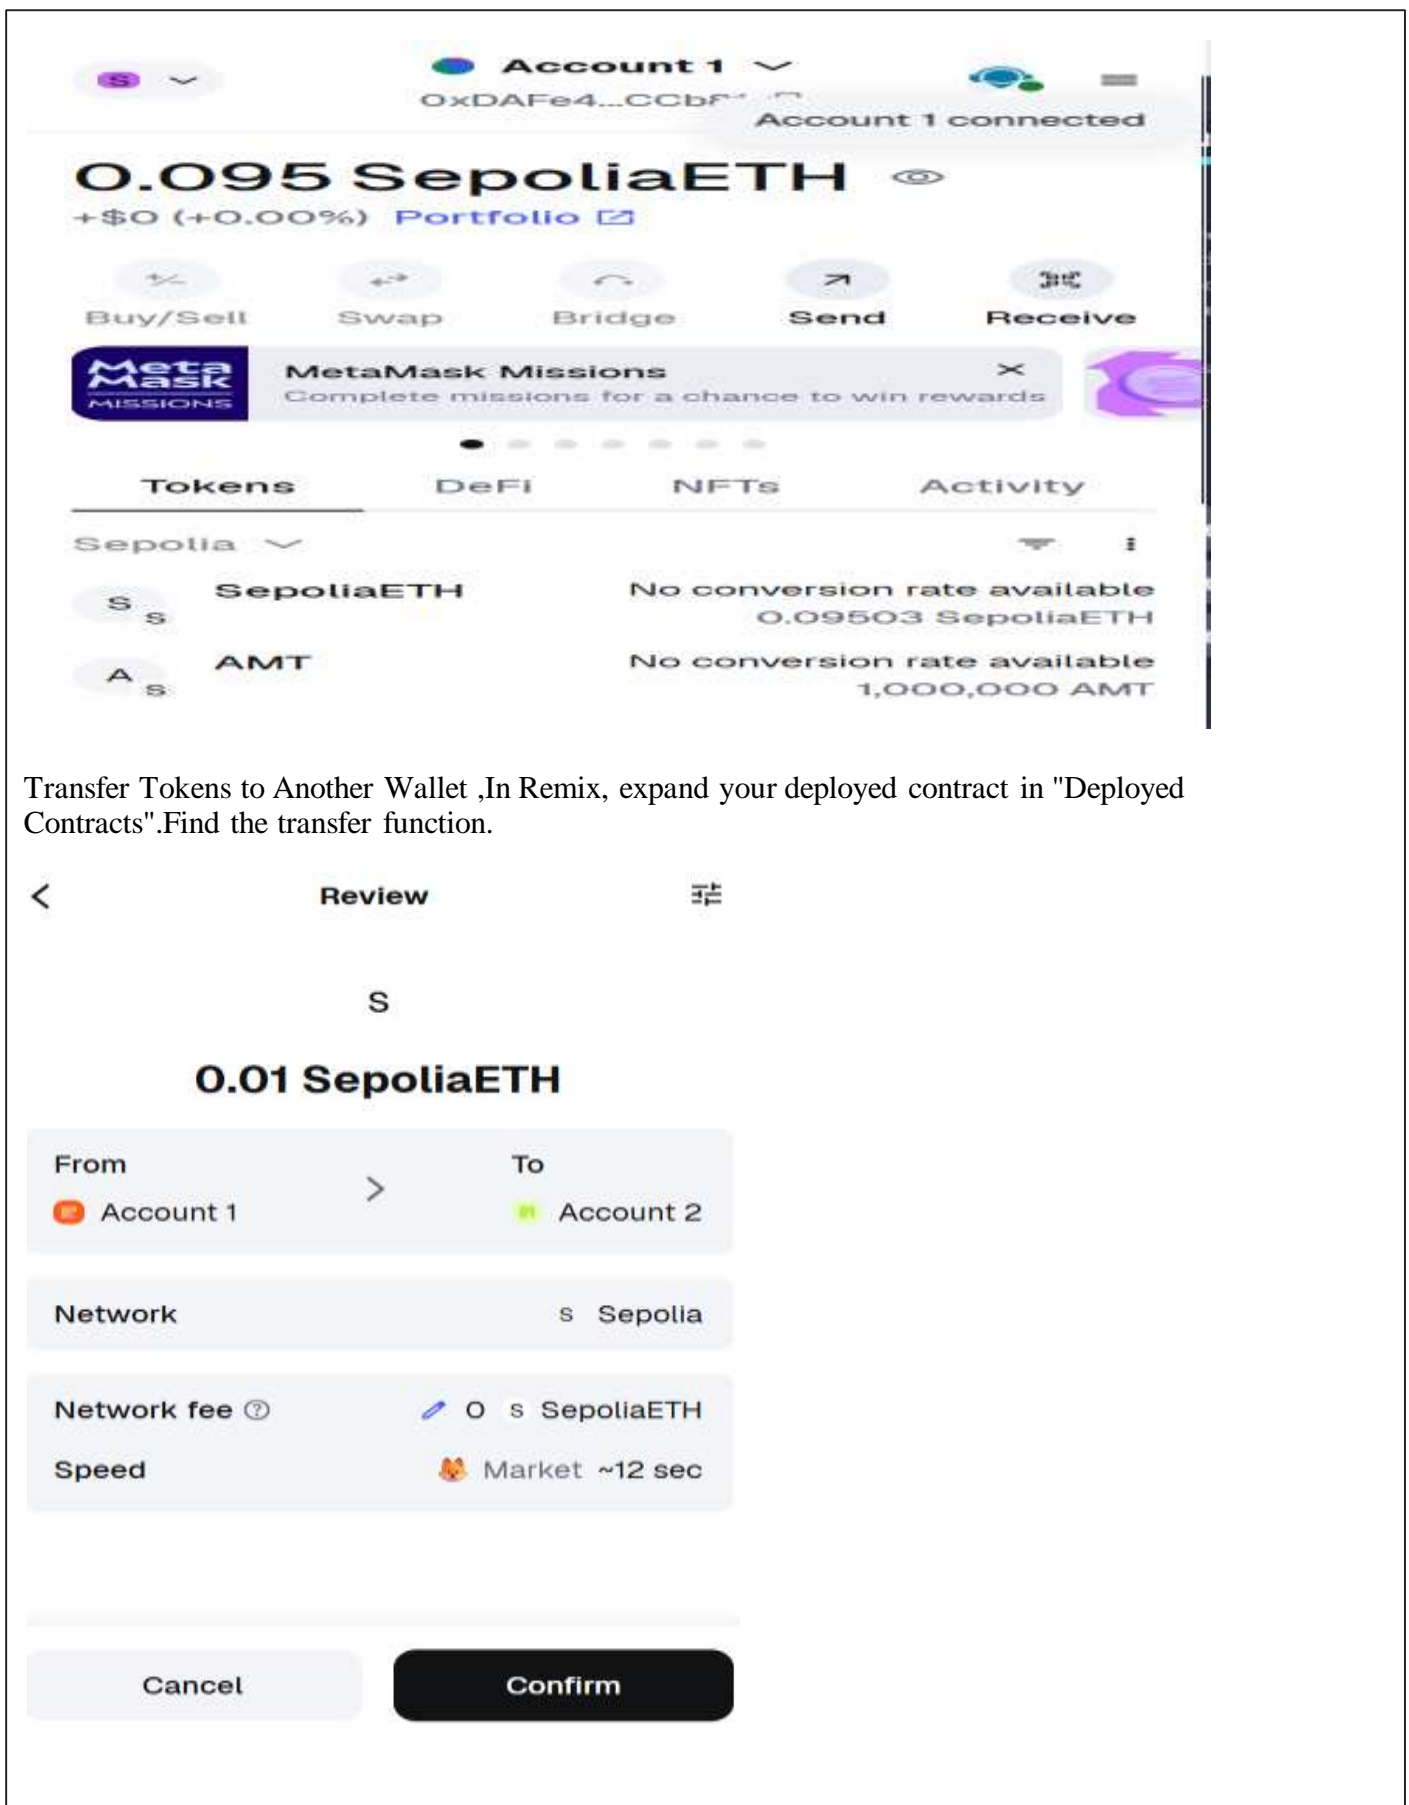 S
Account 1
0xDAFe4...CCb
Account 1 connected
0.095 SepoliaETH
+$0 (+0.00%) Portfolio
Buy/Sell Swap Bridge Send Receive
Meta Mask MISSIONS
MetaMask Missions
Complete missions for a chance to win rewards
Tokens DeFi NFTs Activity
Sepolia
S S SepoliaETH No conversion rate available
0.09503 SepoliaETH
A S AMT No conversion rate available
1,000,000 AMT
Transfer Tokens to Another Wallet ,In Remix, expand your deployed contract in "Deployed
Contracts".Find the transfer function.
Review
S
0.01 SepoliaETH
From To
Account 1 > Account 2
Network S Sepolia
Network fee 0 S SepoliaETH
Speed Market ~12 sec
Cancel Confirm